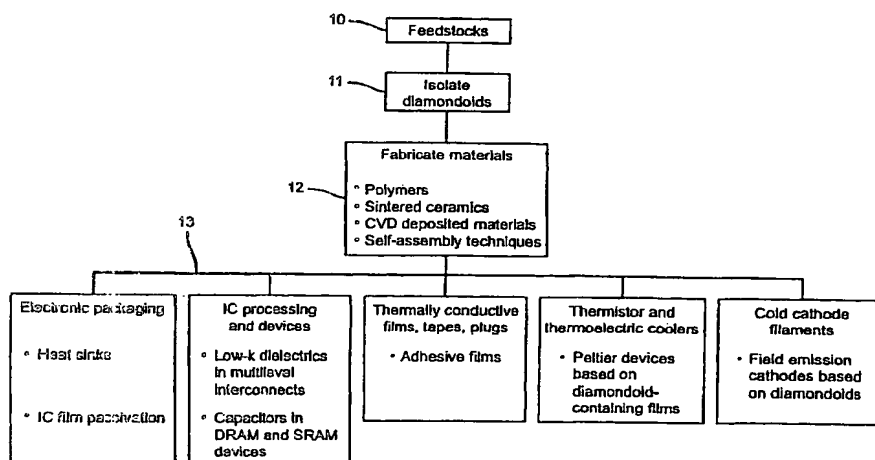 10
Feedstocks
11
Isolate
diamondoids
Fabricate materials
12
° Polymers
° Sintered ceramics
° CVD deposited materials
° Self-assembly techniques
13
Electronic packaging
° Heat sinks
° IC film passivation
IC processing
and devices
• Low-k dielectrics
in multilevel
interconnects
• Capacitors in
DRAM and SRAM
devices
Thermally conductive
films, tapes, plugs
• Adhesive films
Thermistor and
thermoelectric coolers
• Peltier devices
based on
diamondoid-
containing films
Cold cathode
filaments
• Field emission
cathodes based
on diamondoids